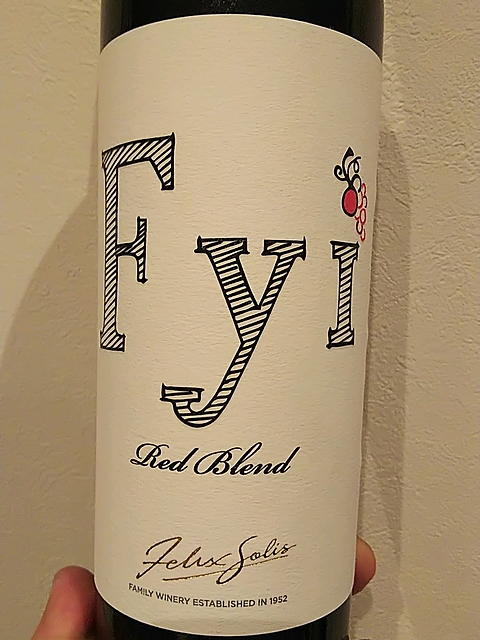 Fyi
Red Blend
Felix Solis
FAMILY WINERY ESTABLISHED IN 1952